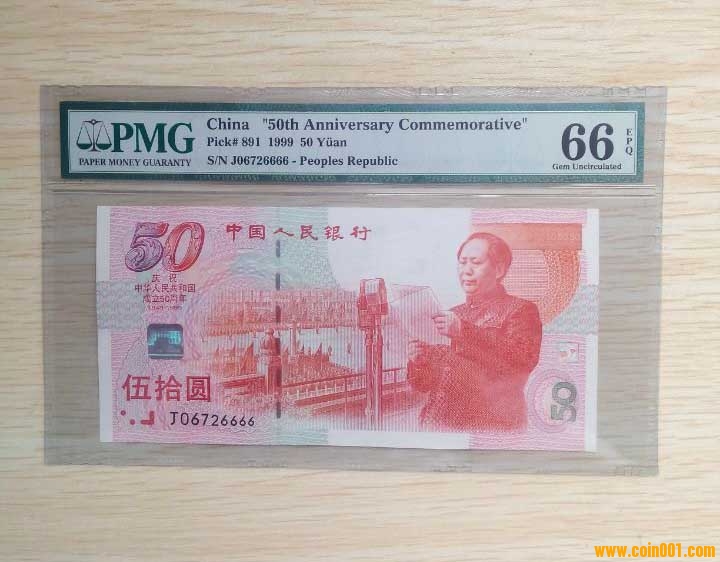 PMG
PAPER MONEY GUARANTY
China "50th Anniversary Commemorative"
Pick# 891 1999 50 Yüan
S/N J06726666 - Peoples Republic
66 EPQ
Gem Uncirculated
50
庆祝
中华人民共和国
成立50周年
1949-1999
中国人民银行
伍拾圆
J06726666
50
www.coin001.com